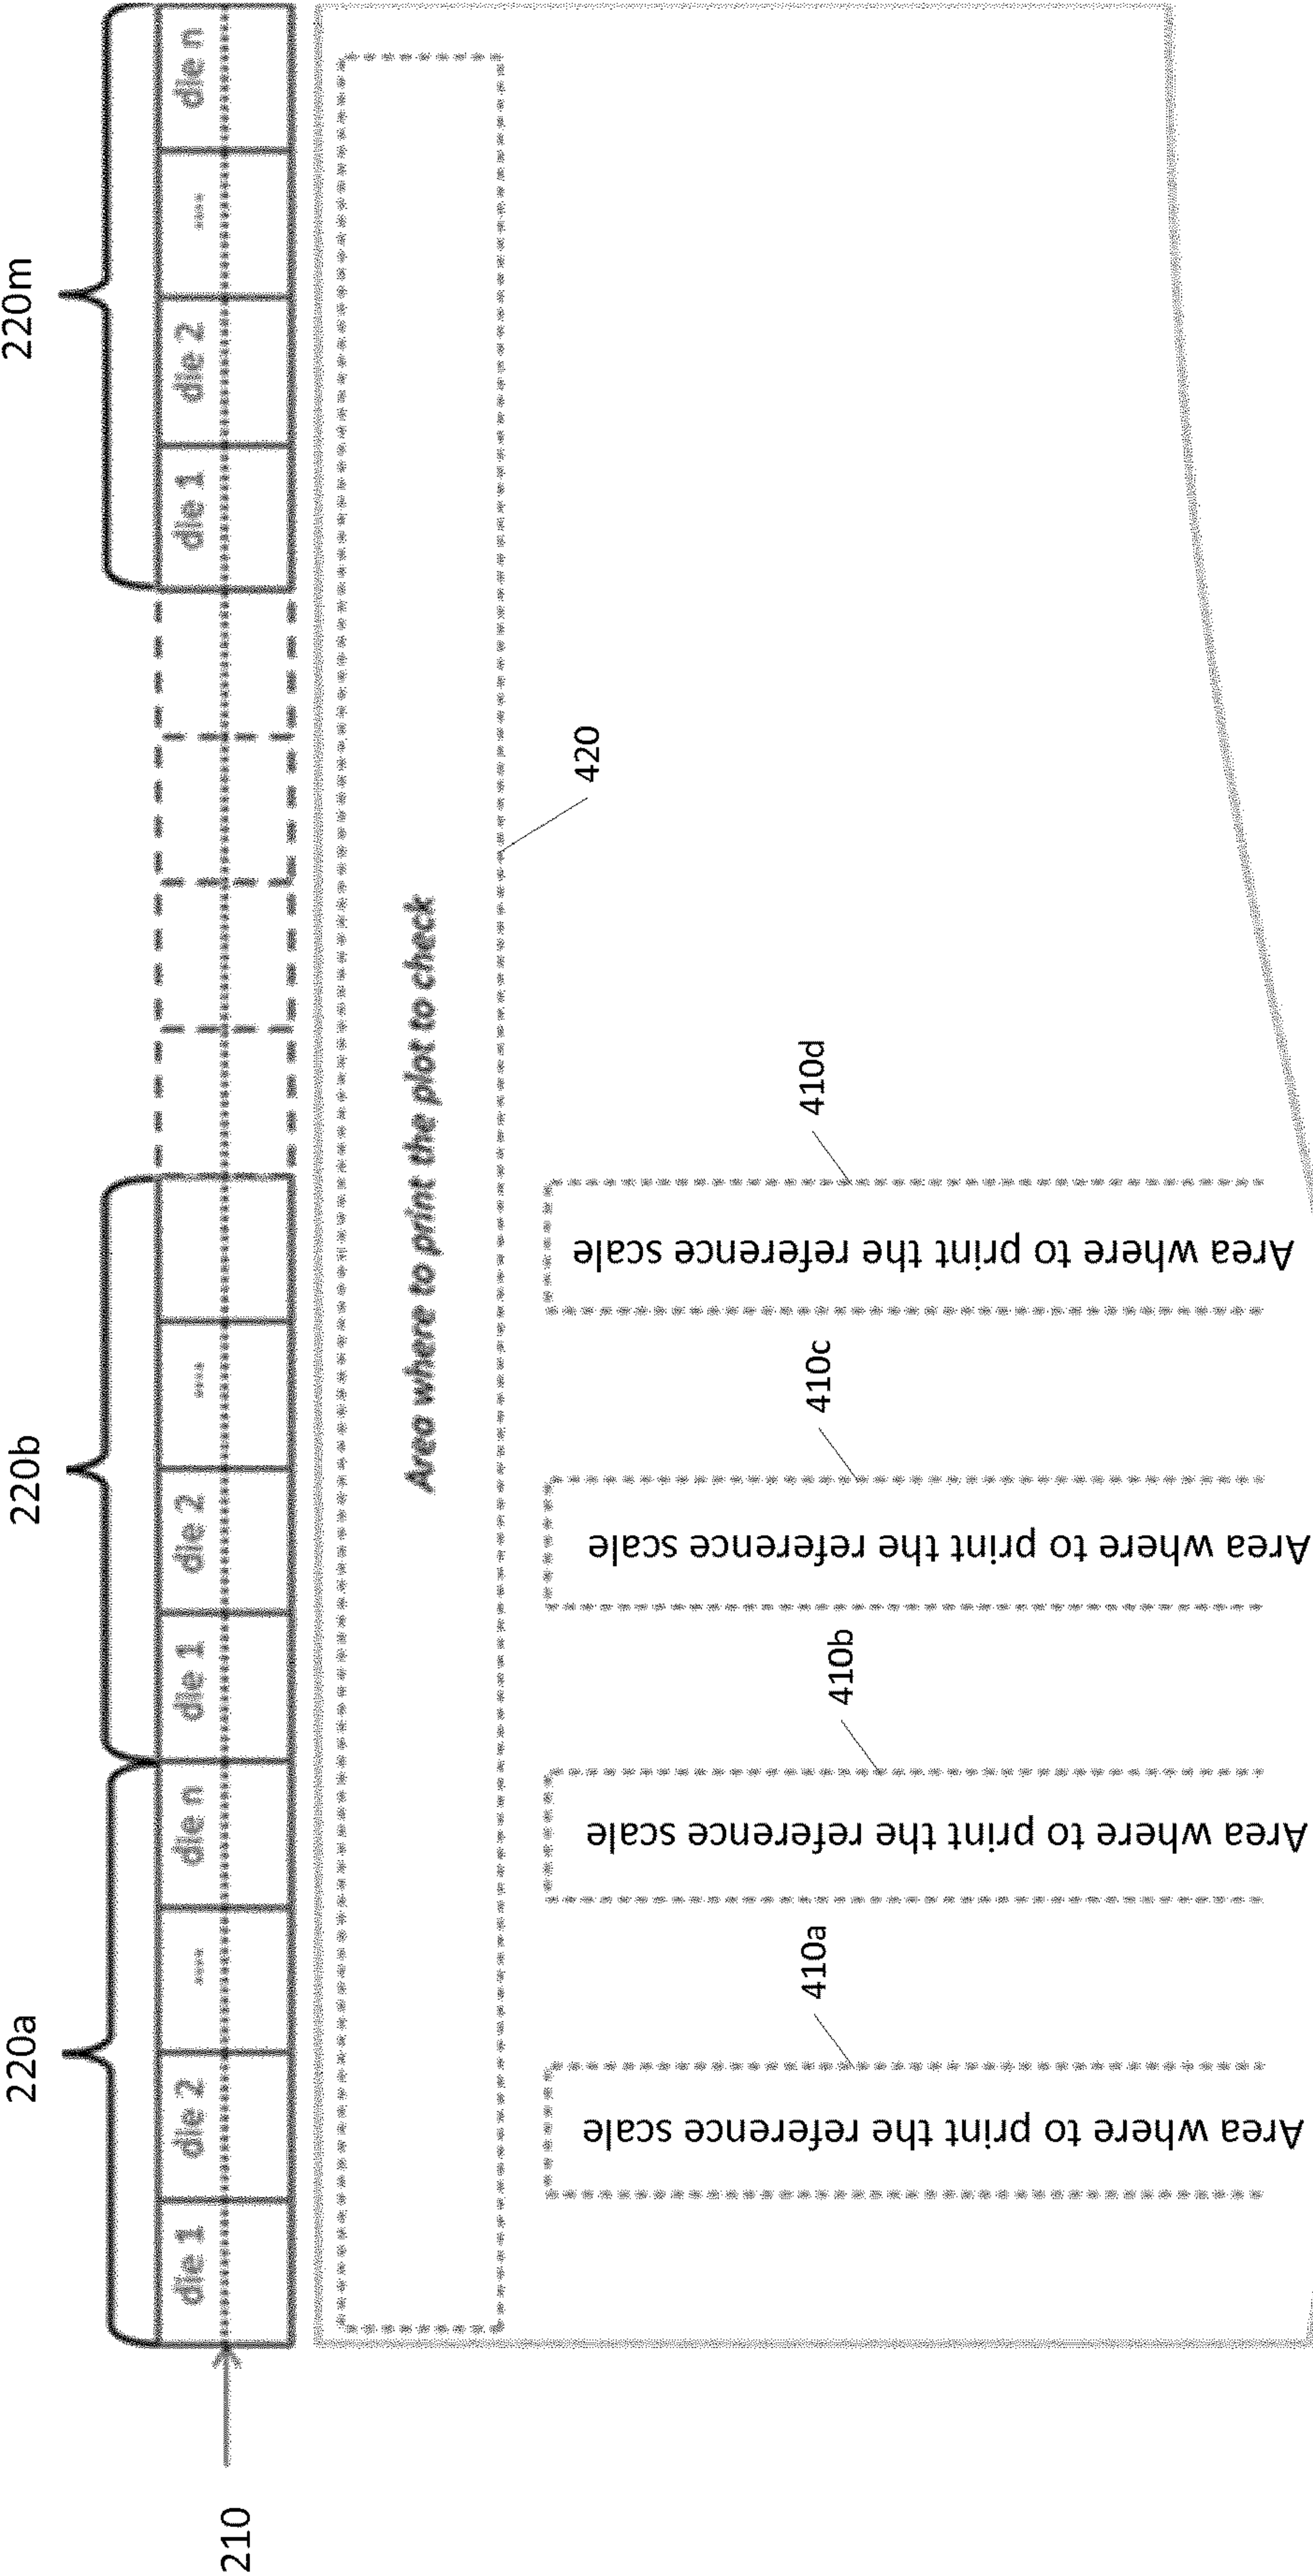 220a
220b
220m
210
die 1
die 2
....
die n
die 1
die 2
....
die 1
die 2
....
die n
Area where to print the plot to check
420
410a
410b
410c
410d
Area where to print the reference scale
Area where to print the reference scale
Area where to print the reference scale
Area where to print the reference scale